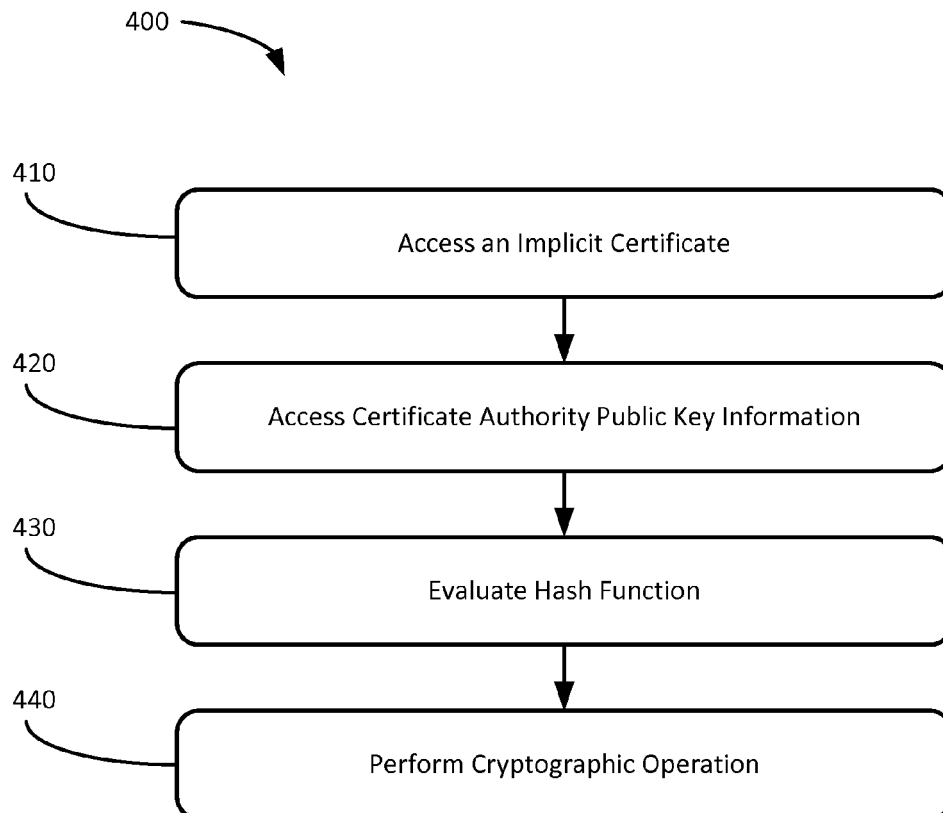 400
410
Access an Implicit Certificate
420
Access Certificate Authority Public Key Information
430
Evaluate Hash Function
440
Perform Cryptographic Operation